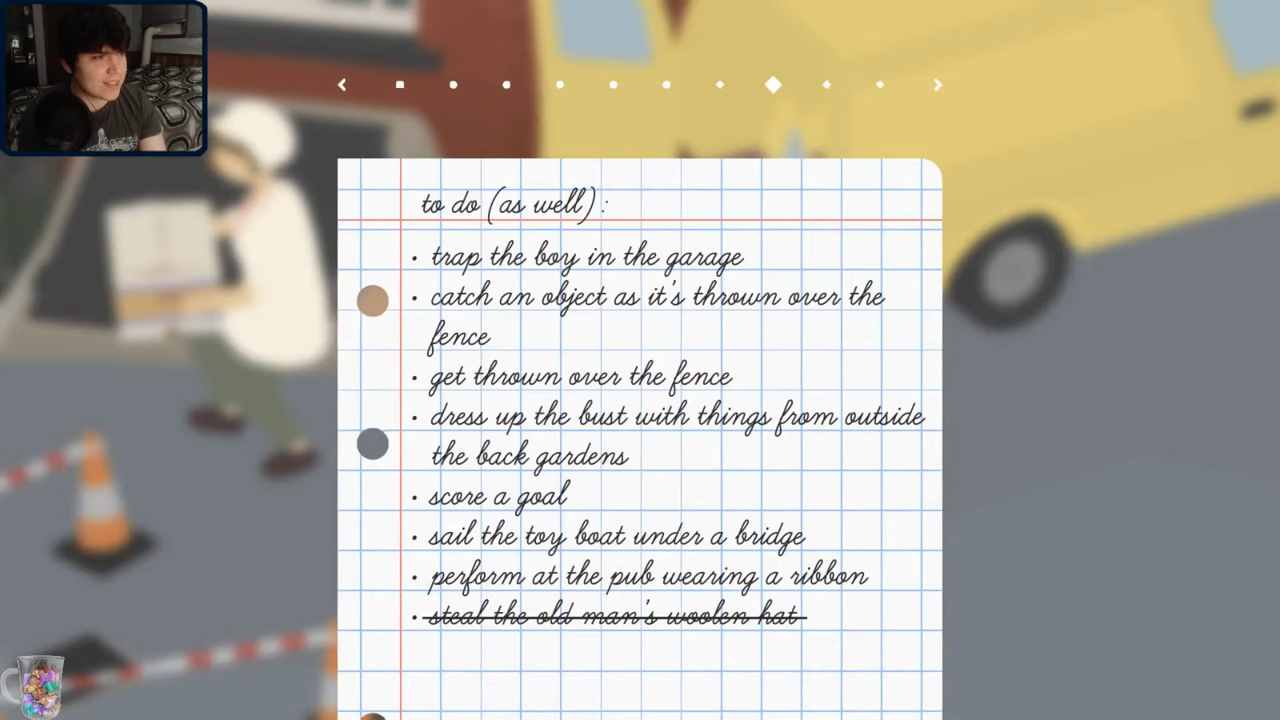 to do (as well):
• trap the boy in the garage
• catch an object as it's thrown over the
fence
• get thrown over the fence
• dress up the bust with things from outside
the back gardens
• score a goal
• sail the toy boat under a bridge
• perform at the pub wearing a ribbon
• steal the old man's woolen hat